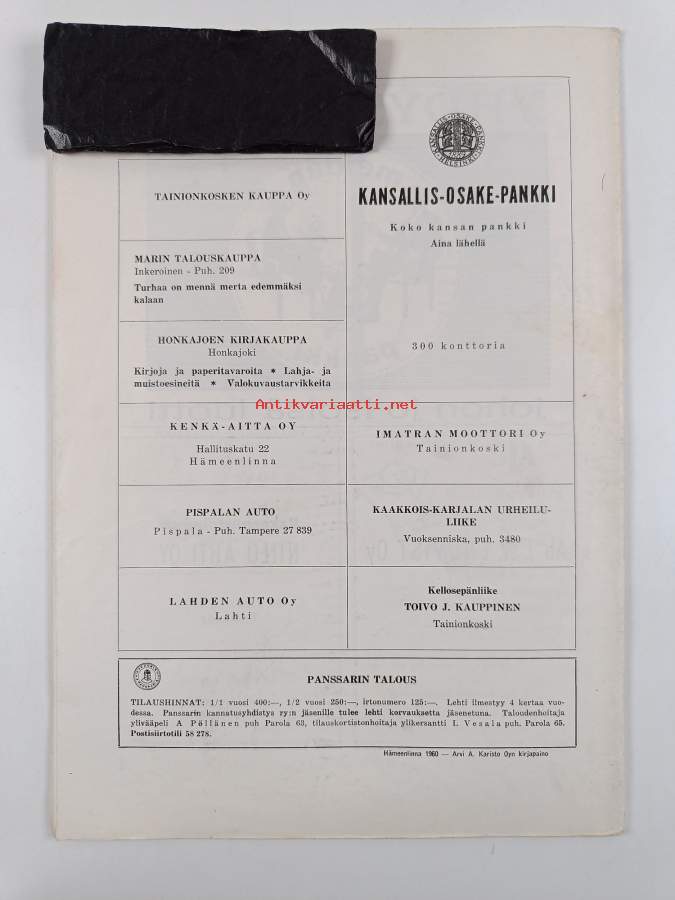 TAINIONKOSKEN KAUPPA Oy
MARIN TALOUSKAUPPA
Inkeroinen - Puh. 209
Turhaa on mennä merta edemmäksi
kalaan
HONKAJOEN KIRJAKAUPPA
Honkajoki
Kirjoja ja paperitavaroita * Lahja- ja
muistoesineitä * Valokuvaustarvikkeita
KENKÄ-AITTA OY
Hallituskatu 22
Hämeenlinna
PISPALAN AUTO
Pispala - Puh. Tampere 27 839
LAHDEN AUTO Oy
Lahti
KANSALLIS-OSAKE-PANKKI
HELSINKI
1889
KANSALLIS-OSAKE-PANKKI
Koko kansan pankki
Aina lähellä
300 konttoria
Antikvariaatti.net
IMATRAN MOOTTORI Oy
Tainionkoski
KAAKKOIS-KARJALAN URHEILU-
LIIKE
Vuoksenniska, puh. 3480
Kellosepänliike
TOIVO J. KAUPPINEN
Tainionkoski
PANSSARIN TALOUS
TILAUSHINNAT: 1/1 vuosi 400:—, 1/2 vuosi 250:—, irtonumero 125:—. Lehti ilmestyy 4 kertaa vuo-
dessa. Panssarin kannatusyhdistys ry:n jäsenille tulee lehti korvauksetta jäsenetuna. Taloudenhoitaja
ylivääpeli A Pöllänen puh Parola 63, tilauskortistonhoitaja ylikersantti I. Vesala puh. Parola 65.
Postisiirtotili 58 278.
Hämeenlinna 1960 — Arvi A. Karisto Oyn kirjapaino